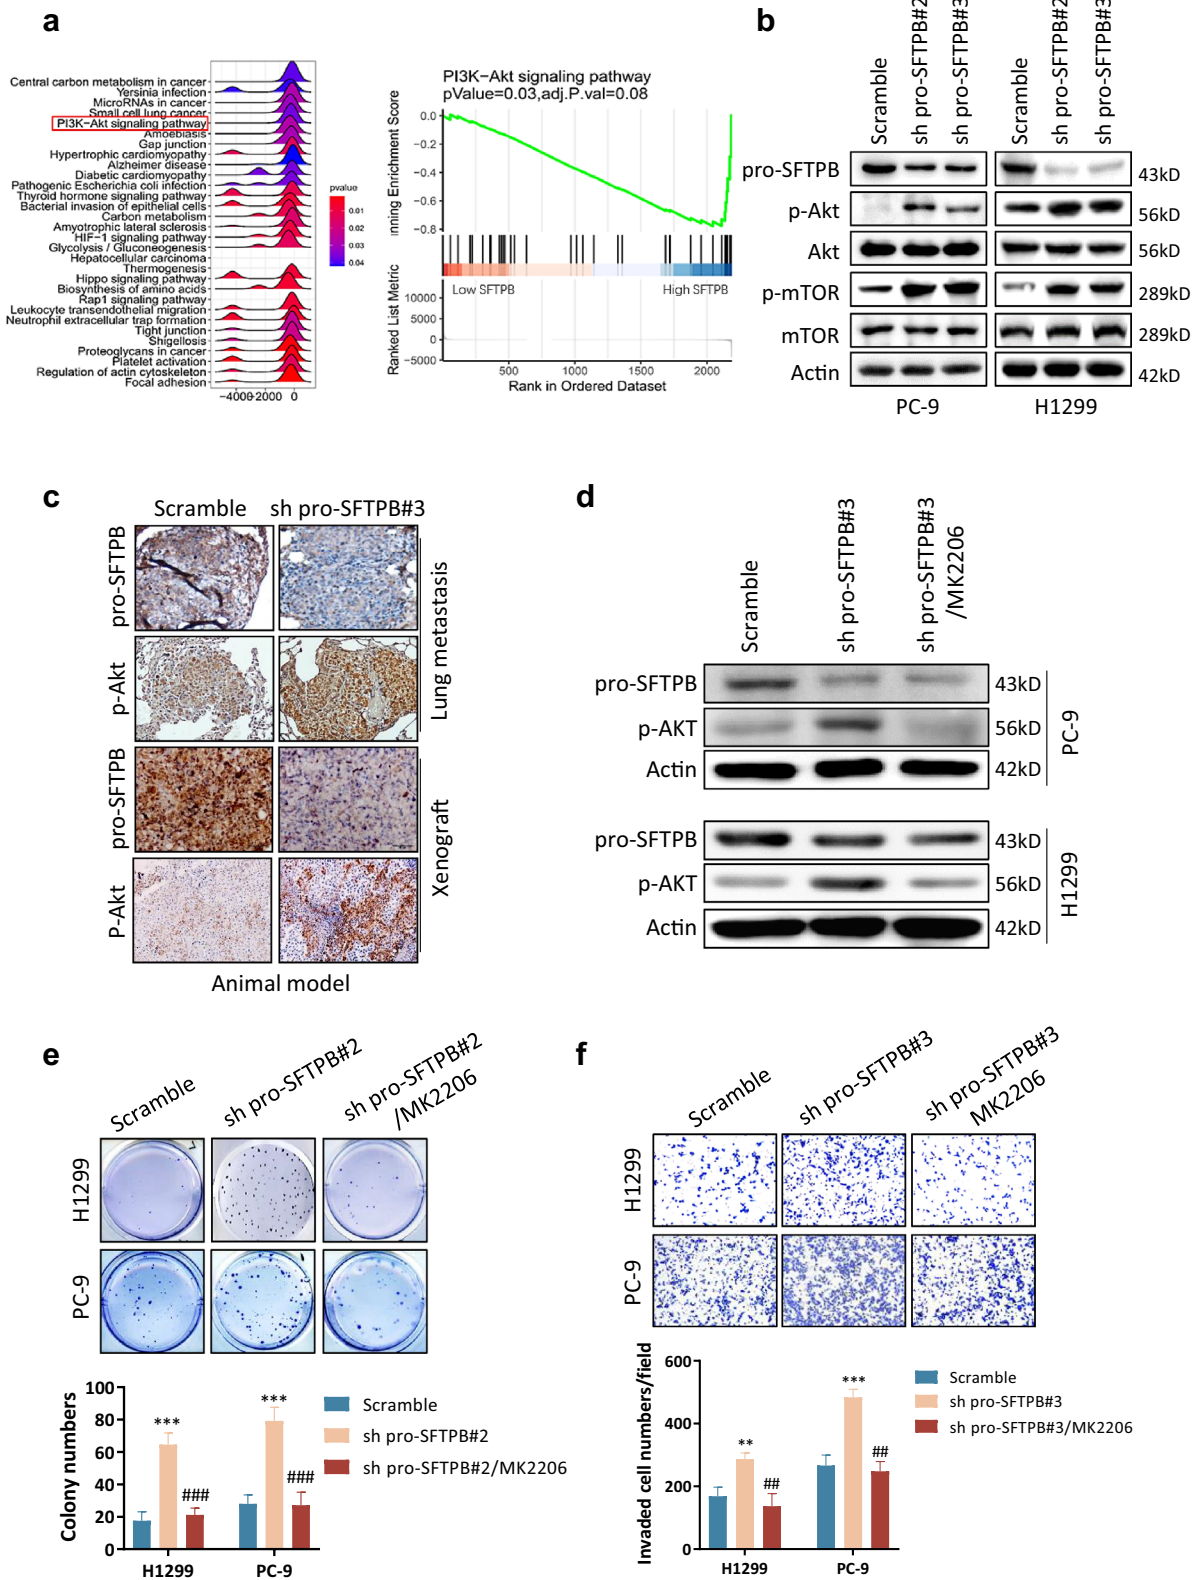 a
Central carbon metabolism in cancer
Yersinia infection
MicroRNAs in cancer
Small cell lung cancer
PI3K−Akt signaling pathway
Amoebiasis
Gap junction
Hypertrophic cardiomyopathy
Alzheimer disease
Diabetic cardiomyopathy
Pathogenic Escherichia coli infection
Thyroid hormone signaling pathway
Bacterial invasion of epithelial cells
Carbon metabolism
Amyotrophic lateral sclerosis
HIF−1 signaling pathway
Glycolysis / Gluconeogenesis
Hepatocellular carcinoma
Thermogenesis
Hippo signaling pathway
Biosynthesis of amino acids
Rap1 signaling pathway
Leukocyte transendothelial migration
Neutrophil extracellular trap formation
Tight junction
Shigellosis
Proteoglycans in cancer
Platelet activation
Regulation of actin cytoskeleton
Focal adhesion
−4000 −2000 0
pvalue
0.01
0.02
0.03
0.04
PI3K−Akt signaling pathway
pValue=0.03,adj.P.val=0.08
nning Enrichment Score
0.0
−0.2
−0.4
−0.6
−0.8
Low SFTPB High SFTPB
Ranked List Metric
10000
5000
0
−5000
500 1000 1500 2000
Rank in Ordered Dataset
b
Scramble sh pro-SFTPB#2 sh pro-SFTPB#3 Scramble sh pro-SFTPB#2 sh pro-SFTPB#3
pro-SFTPB 43kD
p-Akt 56kD
Akt 56kD
p-mTOR 289kD
mTOR 289kD
Actin 42kD
PC-9 H1299
c
Scramble sh pro-SFTPB#3
pro-SFTPB
p-Akt
Lung metastasis
pro-SFTPB
P-Akt
Xenograft
Animal model
d
Scramble sh pro-SFTPB#3 sh pro-SFTPB#3
/MK2206
pro-SFTPB 43kD
p-AKT 56kD
Actin 42kD
PC-9
pro-SFTPB 43kD
p-AKT 56kD
Actin 42kD
H1299
e
Scramble sh pro-SFTPB#2 sh pro-SFTPB#2
/MK2206
H1299
PC-9
Colony numbers
100
80
60
40
20
0
*** ###
*** ###
H1299 PC-9
Scramble
sh pro-SFTPB#2
sh pro-SFTPB#2/MK2206
f
Scramble sh pro-SFTPB#3 sh pro-SFTPB#3
MK2206
H1299
PC-9
Invaded cell numbers/field
600
400
200
0
** ##
*** ##
H1299 PC-9
Scramble
sh pro-SFTPB#3
sh pro-SFTPB#3/MK2206